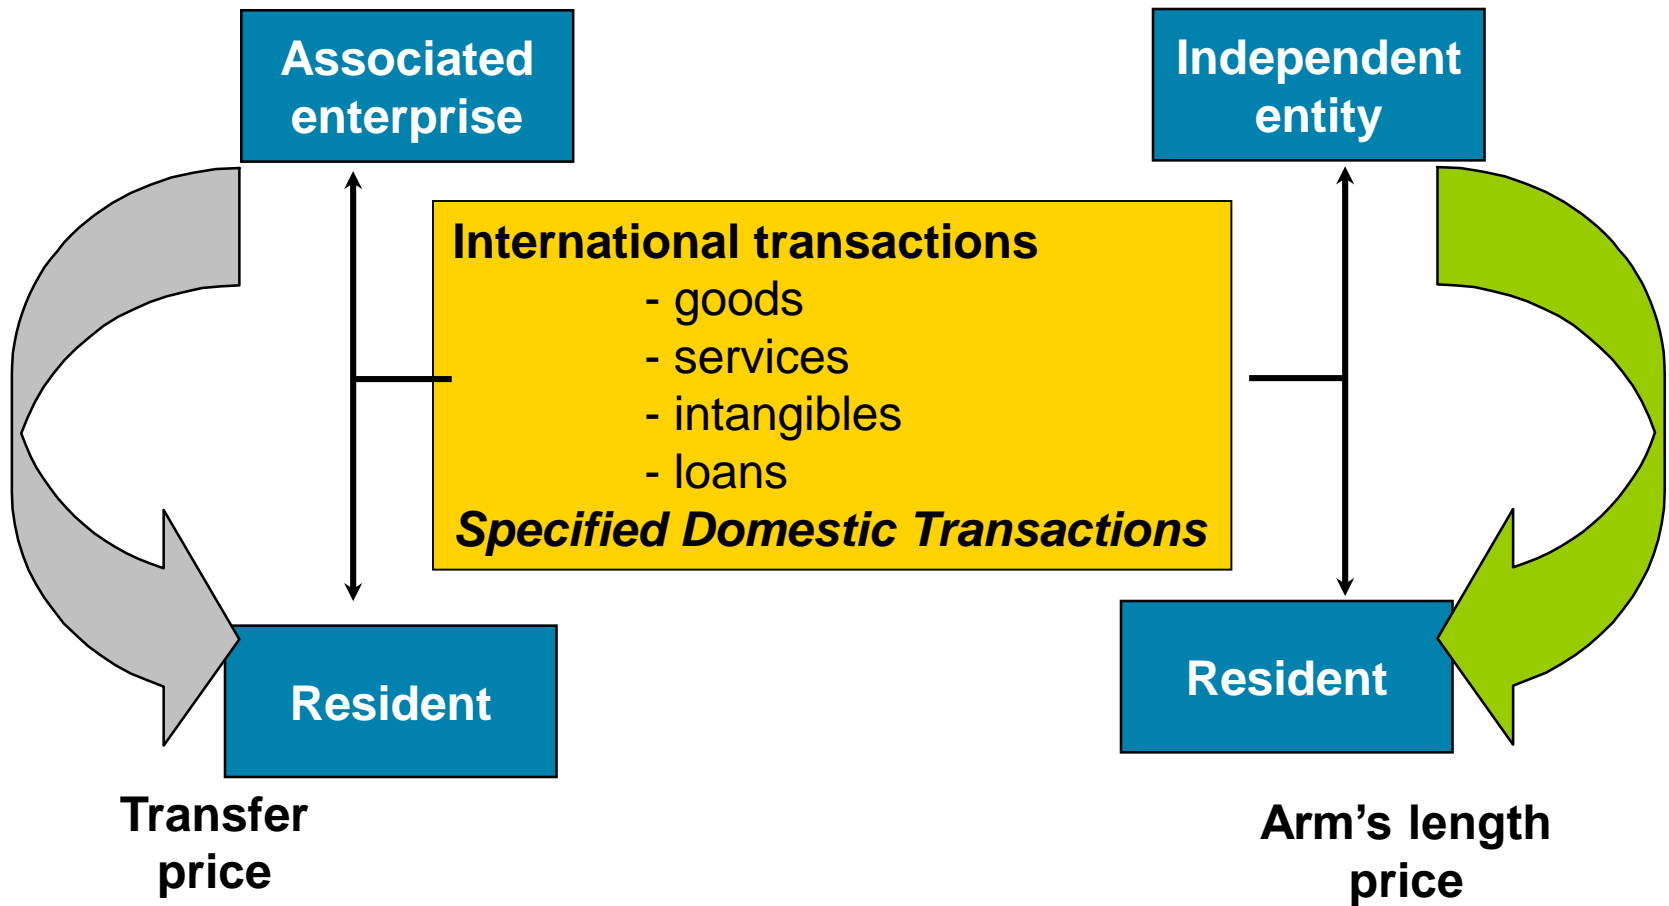 Associated
enterprise
Independent
entity
International transactions
- goods
- services
- intangibles
- loans
Specified Domestic Transactions
Resident
Resident
Transfer
price
Arm’s length
price